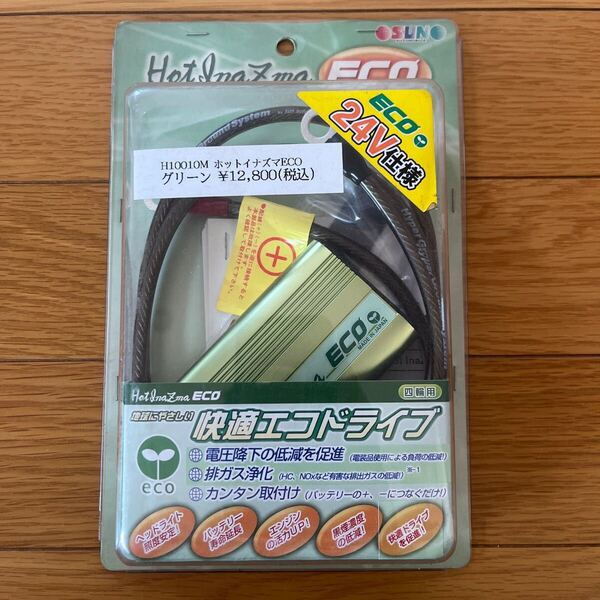 SUN
Hot Inazma ECO
Ground System
ECO
24V仕様
H10010M ホットイナズマECO
グリーン ¥12,800(税込)
Hyper Ground
ECO
MADE IN JAPAN
Hot Inazma ECO
四輪用
地球にやさしい
快適エコドライブ
電圧降下の低減を促進 (電装品使用による負荷の低減!)
排ガス浄化 (HC、NOxなど有害な排出ガスの低減!) ※-1
カンタン取付け (バッテリーの+、-につなぐだけ!)
eco
ヘッドライト
照度安定!
バッテリー
寿命延長
エンジン
の活力UP!
黒煙濃度
の低減!
快適ドライブ
を促進!